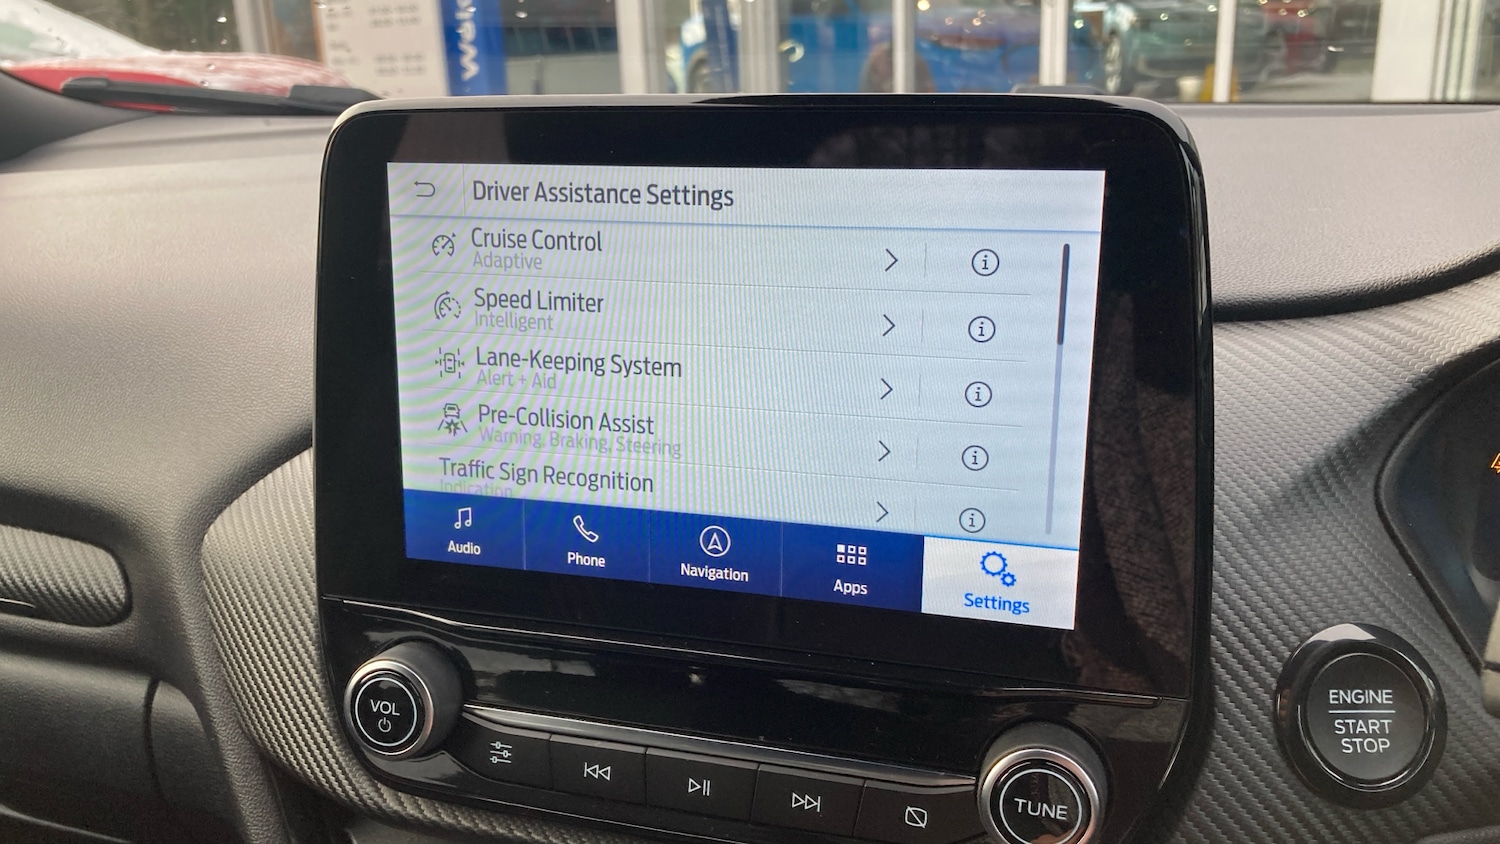 Driver Assistance Settings
Cruise Control
Adaptive
Speed Limiter
Intelligent
Lane-Keeping System
Alert + Aid
Pre-Collision Assist
Warning, Braking, Steering
Traffic Sign Recognition
Indication
Audio
Phone
Navigation
Apps
Settings
VOL
TUNE
ENGINE
START
STOP